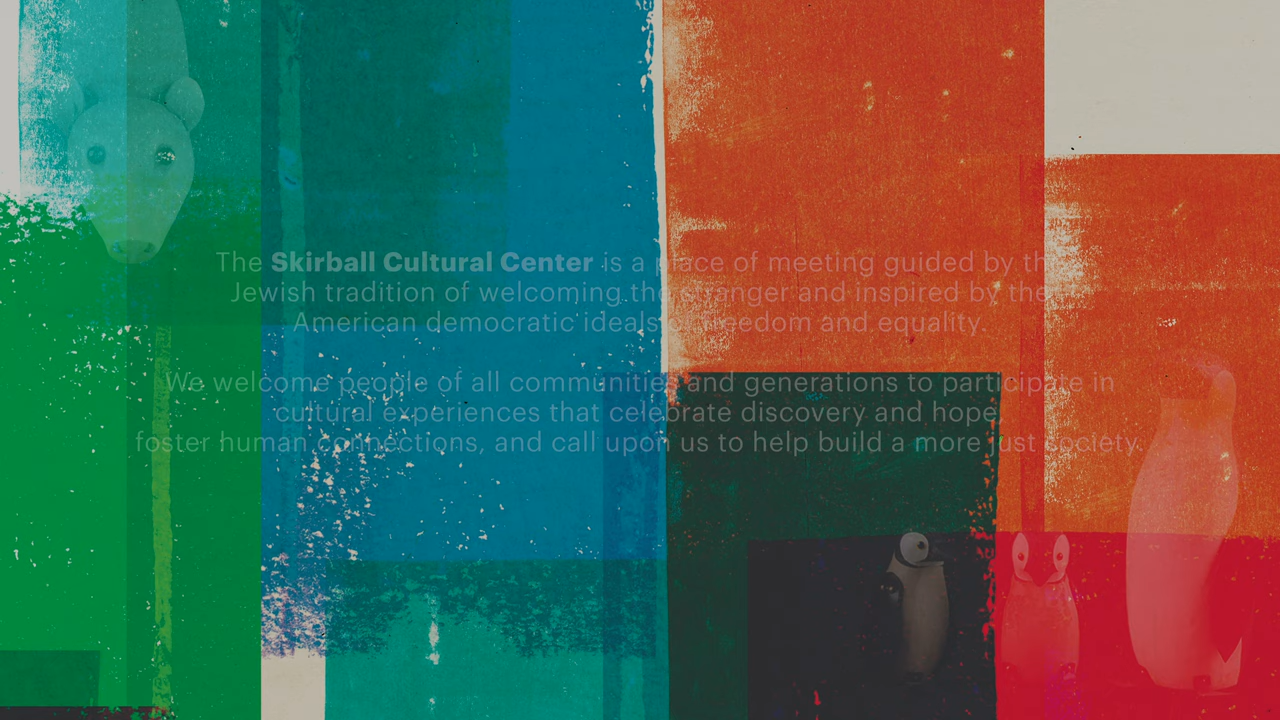 The Skirball Cultural Center is a place of meeting guided by the
Jewish tradition of welcoming the stranger and inspired by the
American democratic ideals of freedom and equality.
We welcome people of all communities and generations to participate in
cultural experiences that celebrate discovery and hope,
foster human connections, and call upon us to help build a more just society.